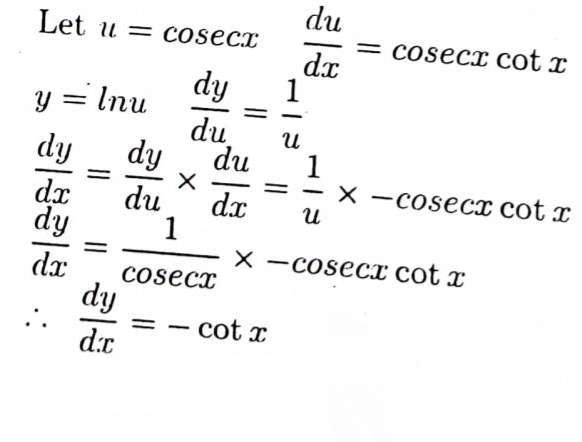 Let u = cosecx    du/dx = cosecx cot x
y = lnu    dy/du = 1/u
dy/dx = dy/du × du/dx = 1/u × −cosecx cot x
dy/dx = 1/cosecx × −cosecx cot x
∴ dy/dx = − cot x